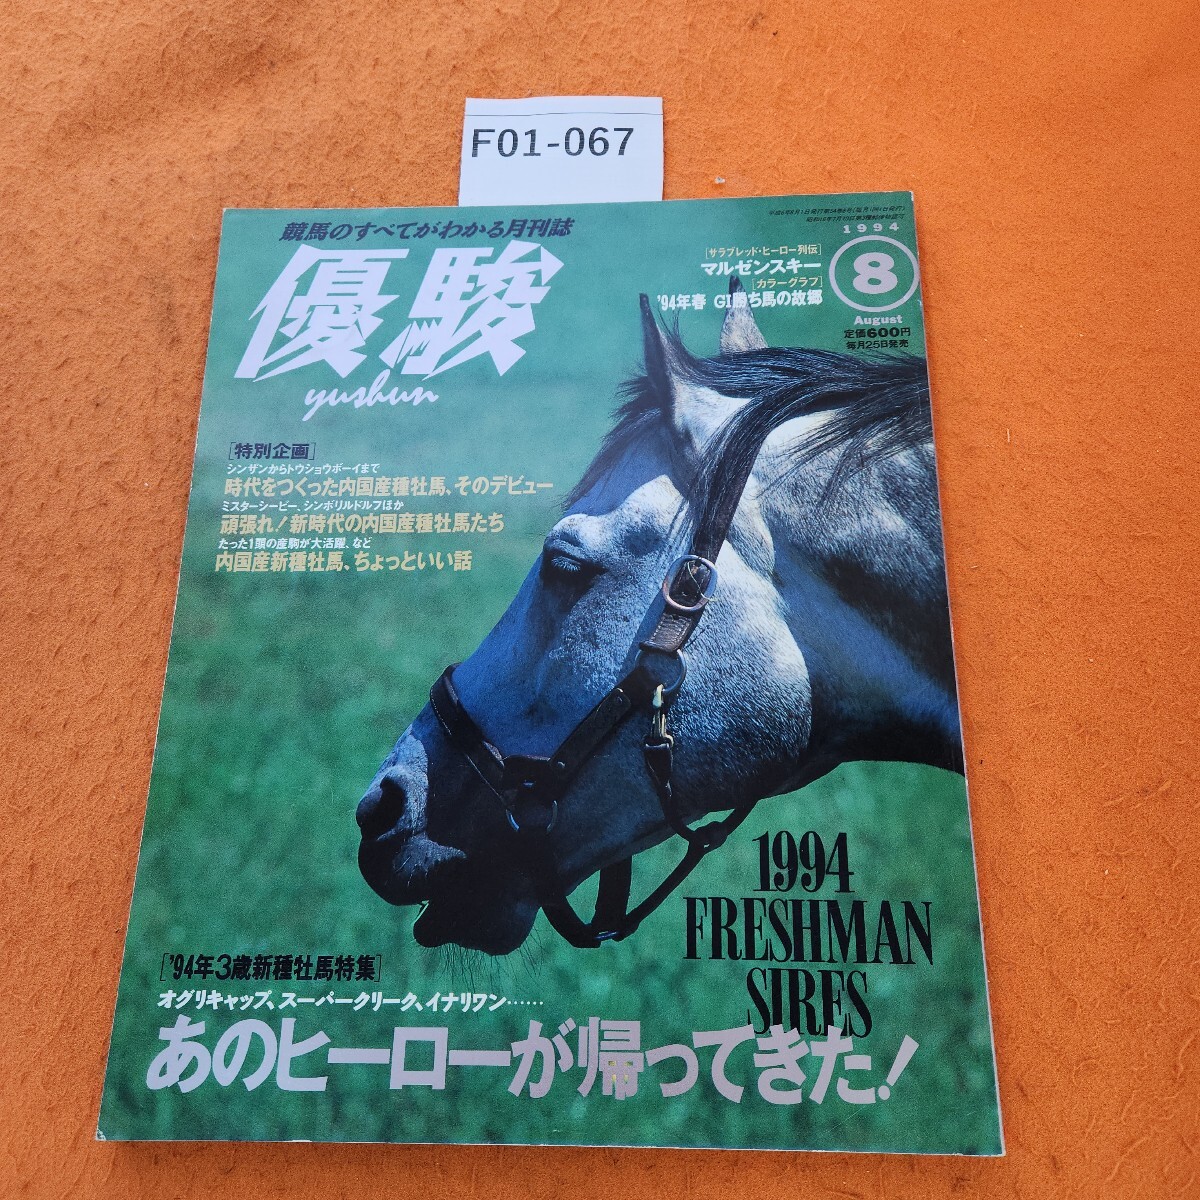 F01-067
競馬のすべてがわかる月刊誌
優駿
yushun
1994
8
August
定価600円
毎月25日発売
[サラブレッド・ヒーロー列伝]
マルゼンスキー
[カラーグラフ]
'94年春 GI勝ち馬の故郷
[特別企画]
シンザンからトウショウボーイまで
時代をつくった内国産種牡馬、そのデビュー
ミスターシービー、シンボリルドルフほか
頑張れ!新時代の内国産種牡馬たち
たった1頭の産駒が大活躍、など
内国産新種牡馬、ちょっといい話
1994
FRESHMAN
SIRES
['94年3歳新種牡馬特集]
オグリキャップ、スーパークリーク、イナリワン……
あのヒーローが帰ってきた!